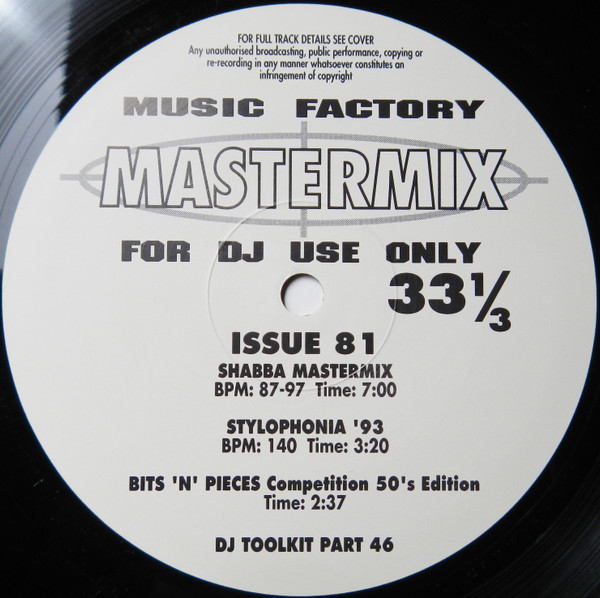 FOR FULL TRACK DETAILS SEE COVER
Any unauthorised broadcasting, public performance, copying or
re-recording in any manner whatsoever constitutes an
infringement of copyright
MUSIC FACTORY
MASTERMIX
FOR DJ USE ONLY
33⅓
ISSUE 81
SHABBA MASTERMIX
BPM: 87-97 Time: 7:00
STYLOPHONIA '93
BPM: 140 Time: 3:20
BITS 'N' PIECES Competition 50's Edition
Time: 2:37
DJ TOOLKIT PART 46